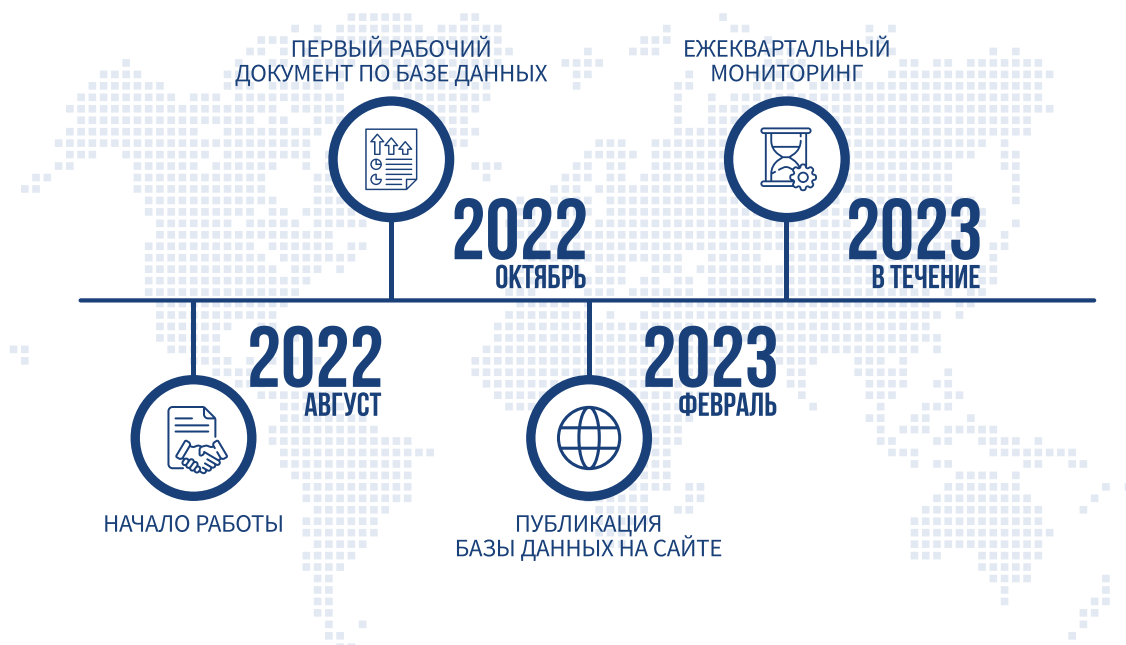 ПЕРВЫЙ РАБОЧИЙ
ДОКУМЕНТ ПО БАЗЕ ДАННЫХ
ЕЖЕКВАРТАЛЬНЫЙ
МОНИТОРИНГ
2022
ОКТЯБРЬ
2023
В ТЕЧЕНИЕ
2022
АВГУСТ
2023
ФЕВРАЛЬ
НАЧАЛО РАБОТЫ
ПУБЛИКАЦИЯ
БАЗЫ ДАННЫХ НА САЙТЕ